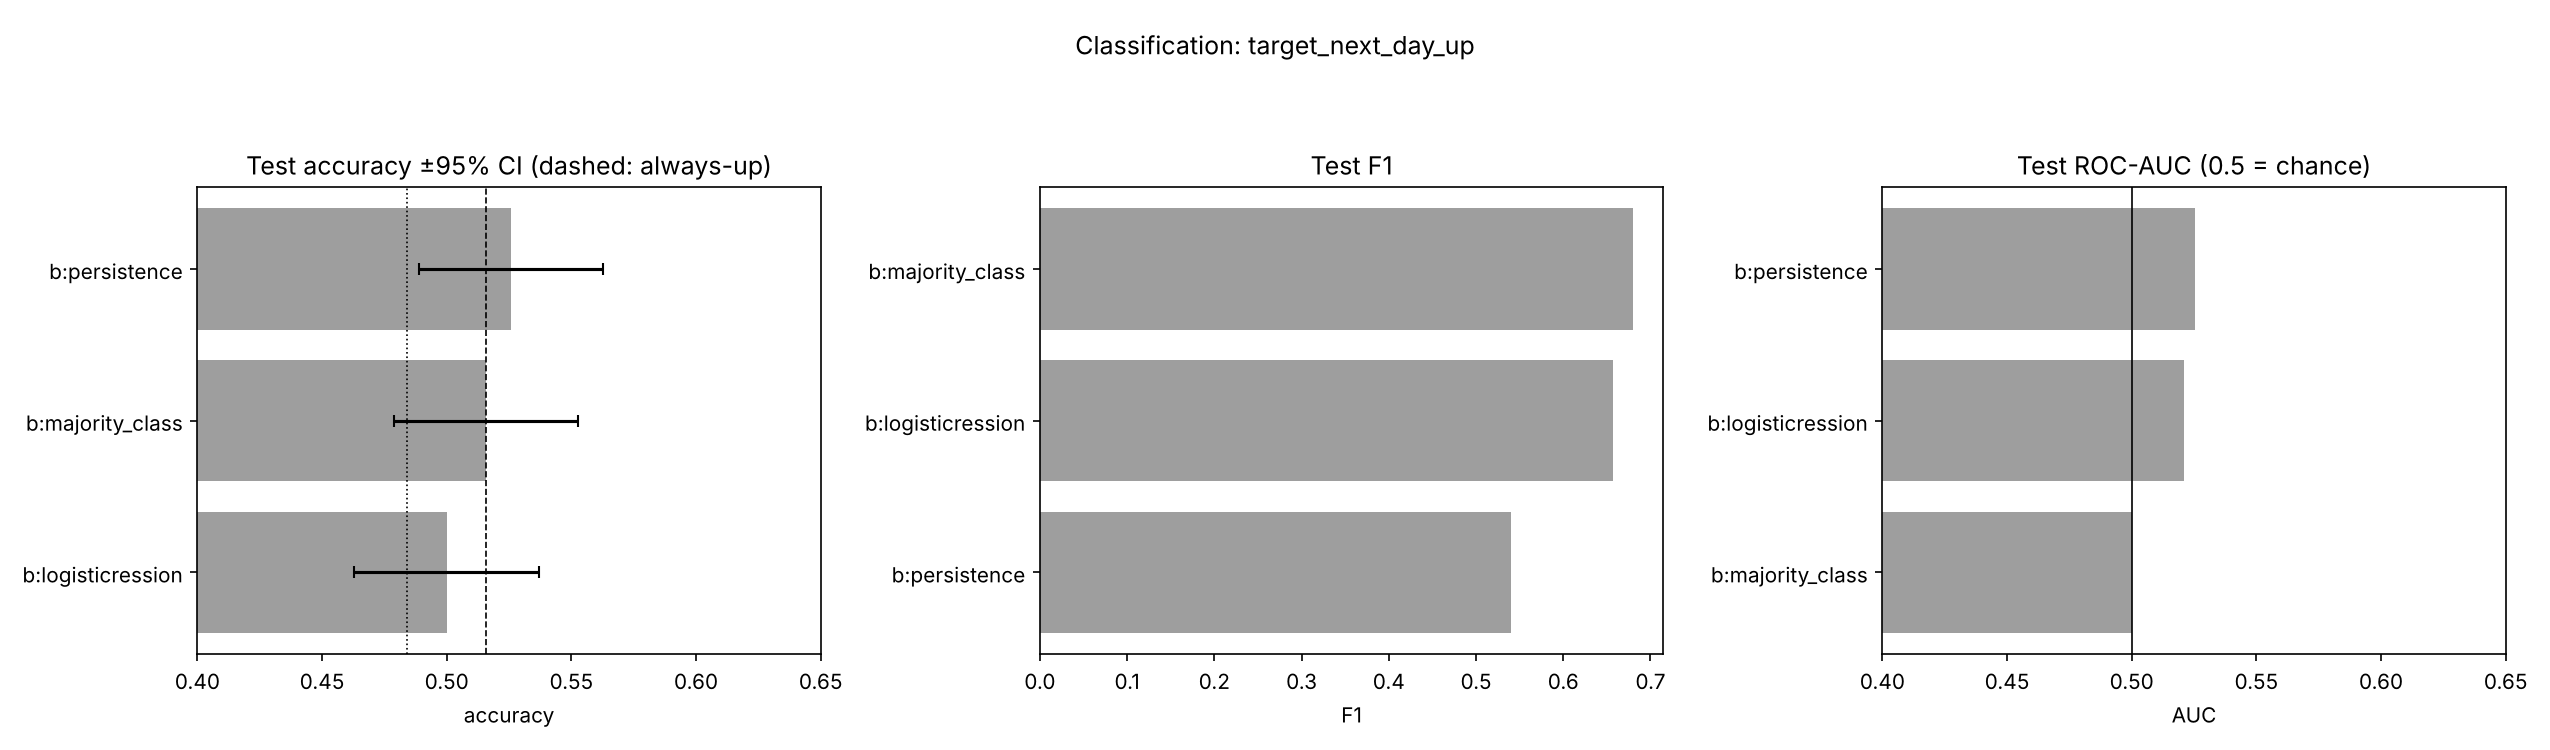 Classification: target_next_day_up
Test accuracy ±95% CI (dashed: always-up)
b:persistence
b:majority_class
b:logisticression
0.40 0.45 0.50 0.55 0.60 0.65
accuracy
Test F1
b:majority_class
b:logisticression
b:persistence
0.0 0.1 0.2 0.3 0.4 0.5 0.6 0.7
F1
Test ROC-AUC (0.5 = chance)
b:persistence
b:logisticression
b:majority_class
0.40 0.45 0.50 0.55 0.60 0.65
AUC